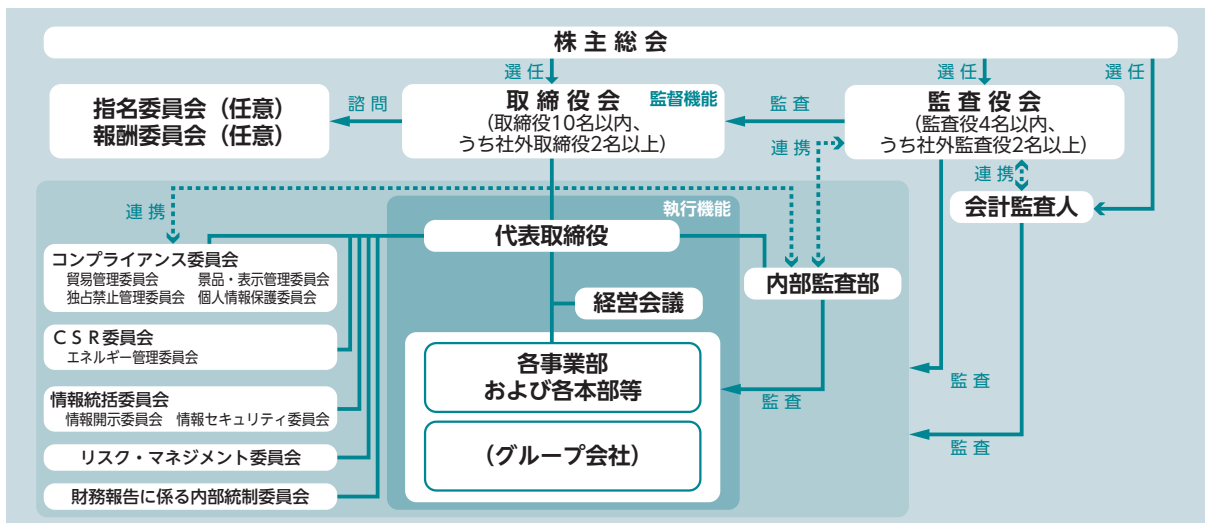 株主総会
選任
選任
選任
指名委員会（任意）
報酬委員会（任意）
諮問
取締役会
監督機能
（取締役10名以内、
うち社外取締役2名以上）
監査
監査役会
（監査役4名以内、
うち社外監査役2名以上）
連携
連携
会計監査人
連携
執行機能
代表取締役
コンプライアンス委員会
貿易管理委員会　景品・表示管理委員会
独占禁止管理委員会　個人情報保護委員会
内部監査部
経営会議
ＣＳＲ委員会
エネルギー管理委員会
各事業部
および各本部等
監査
監査
情報統括委員会
情報開示委員会　情報セキュリティ委員会
監査
リスク・マネジメント委員会
（グループ会社）
財務報告に係る内部統制委員会